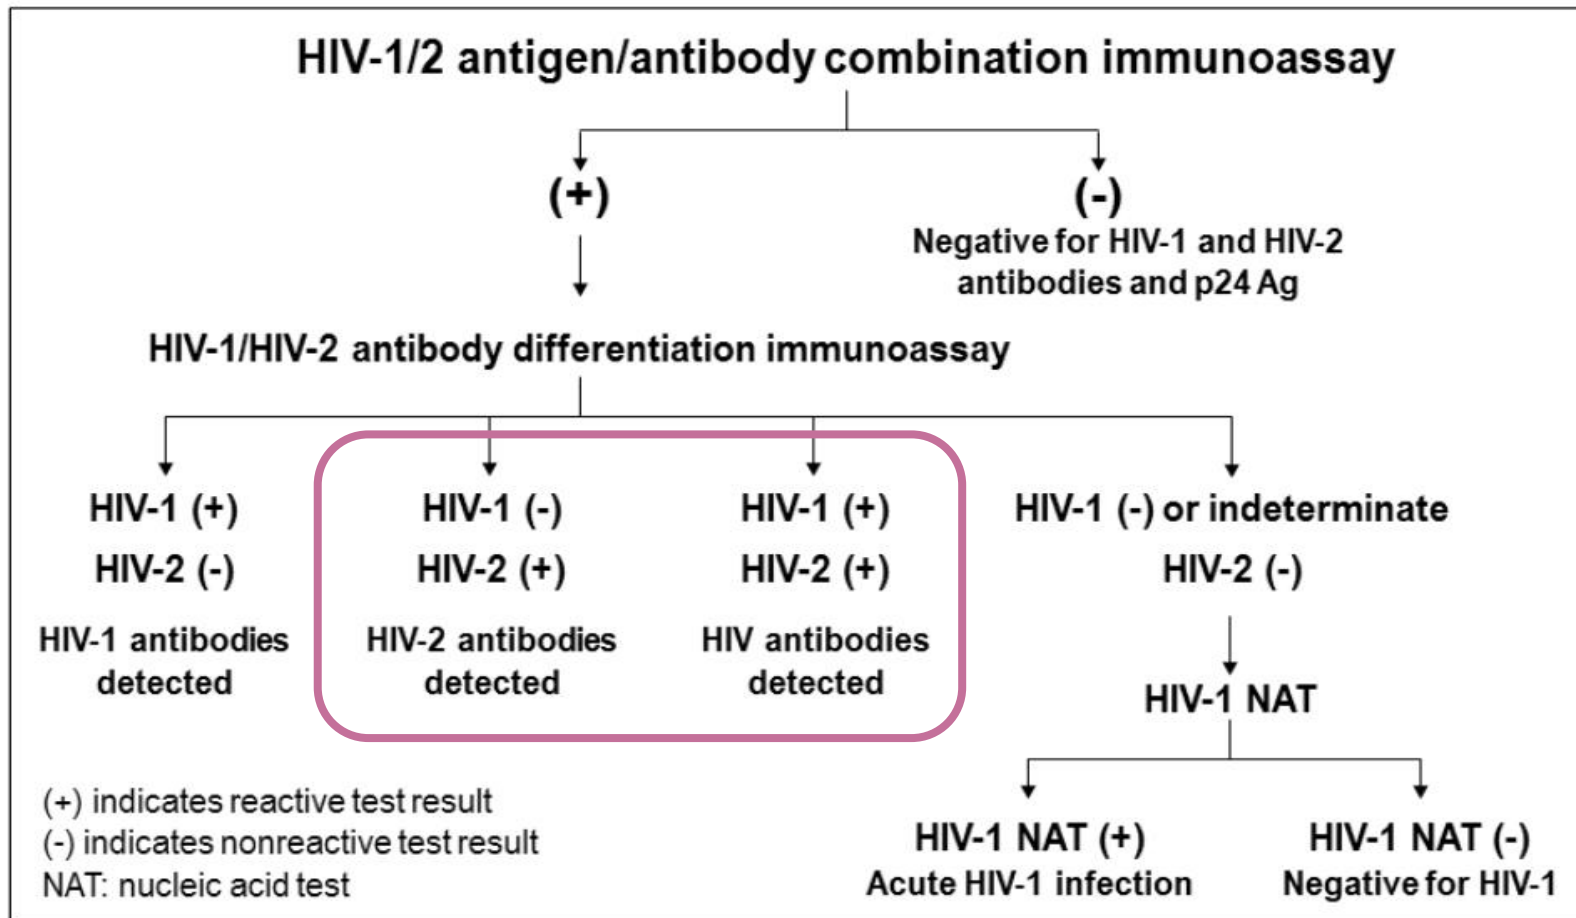 HIV-1/2 antigen/antibody combination immunoassay
(+)
(-)
Negative for HIV-1 and HIV-2
antibodies and p24 Ag
HIV-1/HIV-2 antibody differentiation immunoassay
HIV-1 (+)
HIV-2 (-)
HIV-1 antibodies
detected
HIV-1 (-)
HIV-2 (+)
HIV-2 antibodies
detected
HIV-1 (+)
HIV-2 (+)
HIV antibodies
detected
HIV-1 (-) or indeterminate
HIV-2 (-)
HIV-1 NAT
HIV-1 NAT (+)
Acute HIV-1 infection
HIV-1 NAT (-)
Negative for HIV-1
(+) indicates reactive test result
(-) indicates nonreactive test result
NAT: nucleic acid test